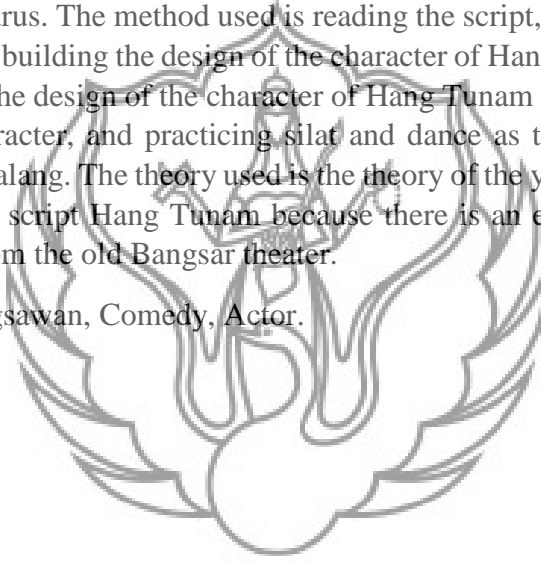 rus. The method used is reading the script,
building the design of the character of Han
he design of the character of Hang Tunam
racter, and practicing silat and dance as t
alang. The theory used is the theory of the y
script Hang Tunam because there is an e
om the old Bangsar theater.
gsawan, Comedy, Actor.